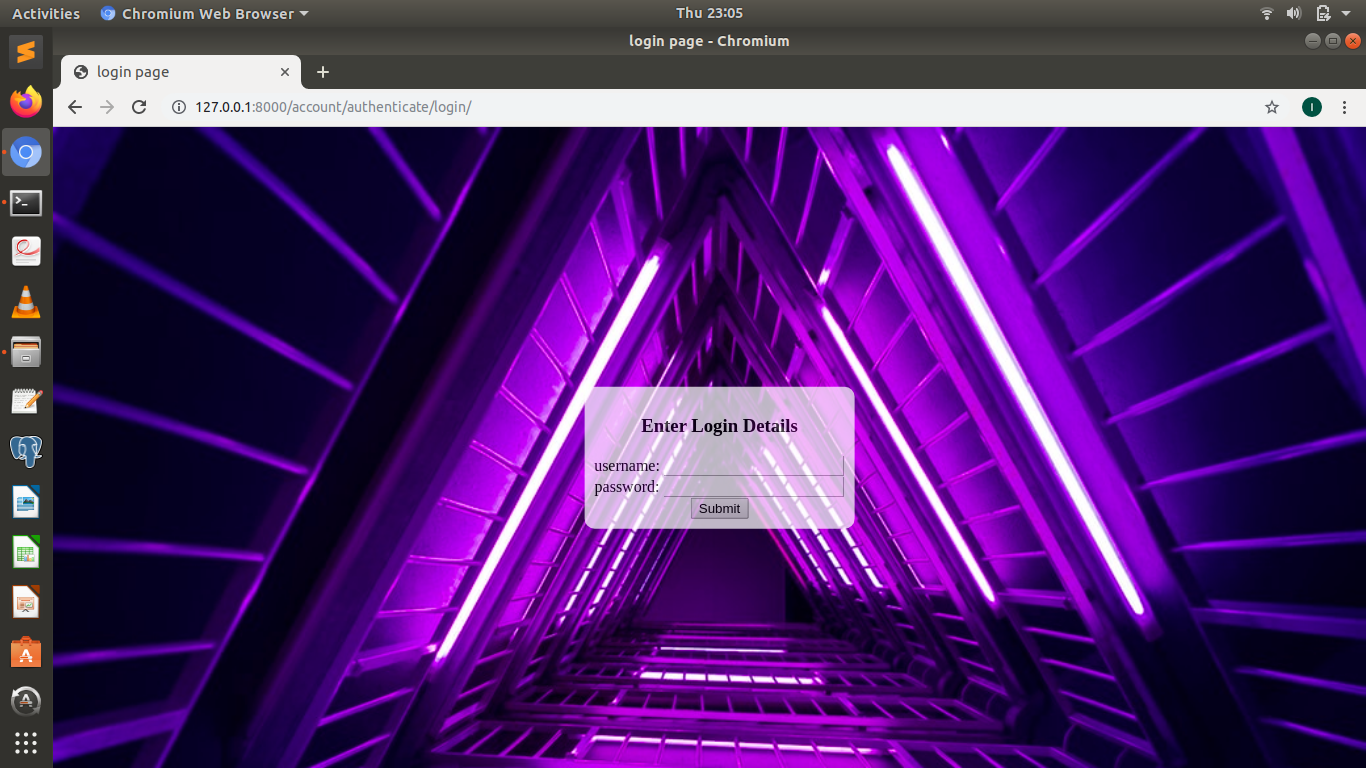 Activities Chromium Web Browser Thu 23:05
login page - Chromium
login page
127.0.0.1:8000/account/authenticate/login/ I
Enter Login Details
username:
password:
Submit